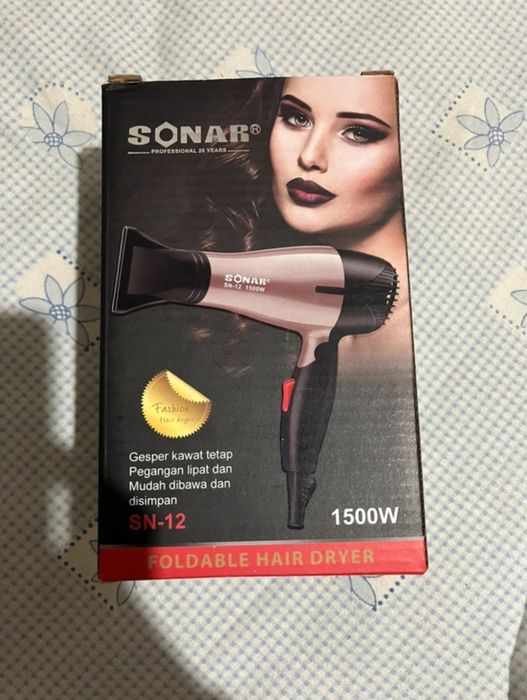 SONAR®
PROFESSIONAL 20 YEARS
SONAR®
SN-12 1500W
Fashion
Hair dryer
Gesper kawat tetap
Pegangan lipat dan
Mudah dibawa dan
disimpan
SN-12
1500W
FOLDABLE HAIR DRYER